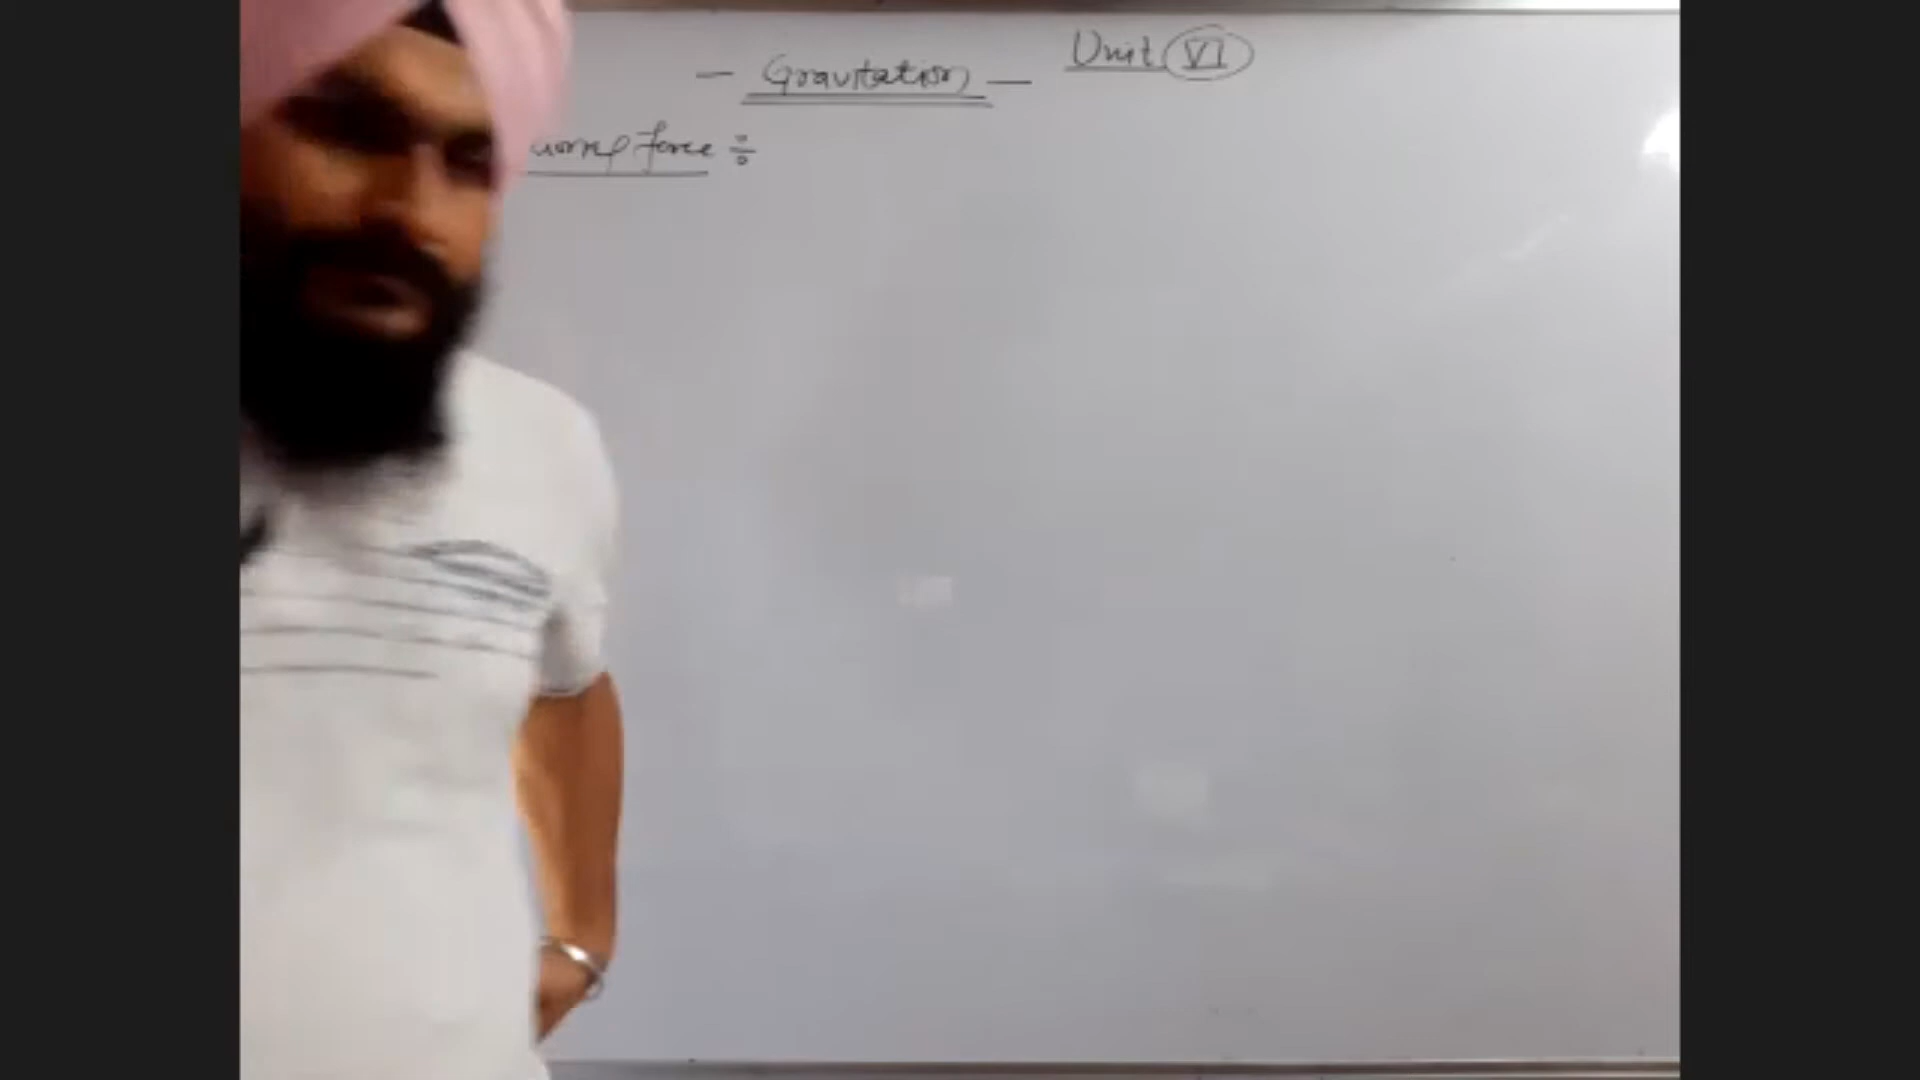 Unit VI
— Gravitation —
force ÷